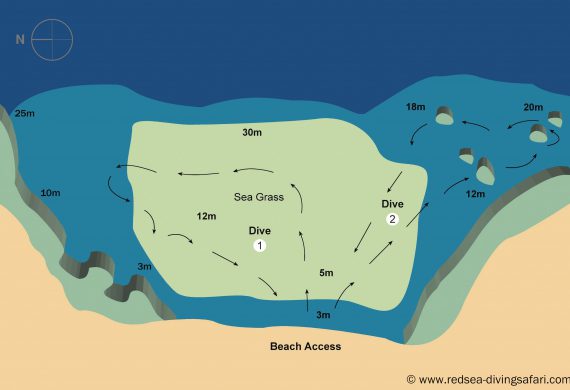 N
25m
18m
20m
30m
10m
Sea Grass
12m
12m
Dive
2
Dive
1
3m
5m
3m
Beach Access
© www.redsea-divingsafari.com